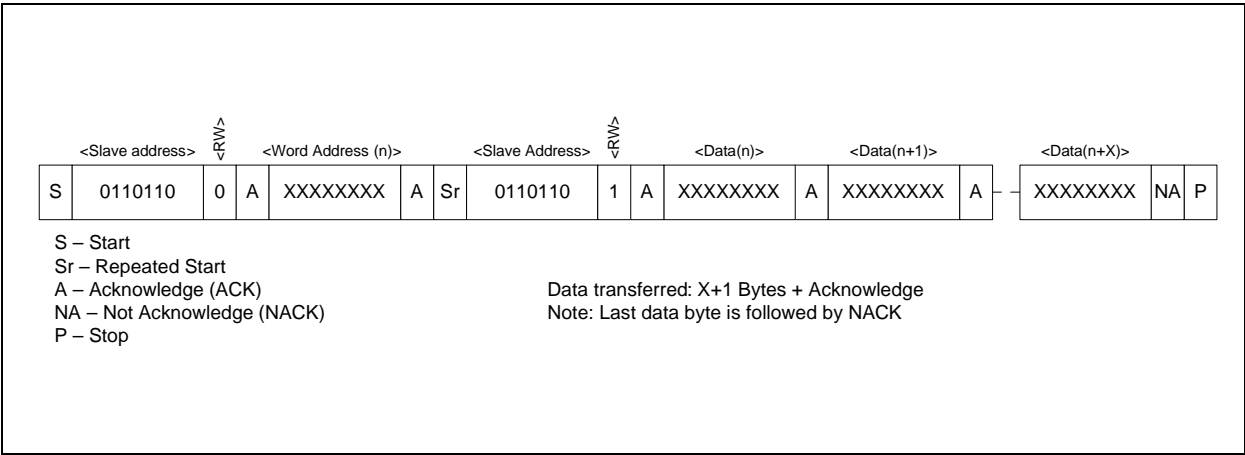 <Slave address> <RW> <Word Address (n)> <Slave Address> <RW> <Data(n)> <Data(n+1)> <Data(n+X)>
S 0110110 0 A XXXXXXXX A Sr 0110110 1 A XXXXXXXX A XXXXXXXX A XXXXXXXX NA P
S – Start
Sr – Repeated Start
A – Acknowledge (ACK) Data transferred: X+1 Bytes + Acknowledge
NA – Not Acknowledge (NACK) Note: Last data byte is followed by NACK
P – Stop